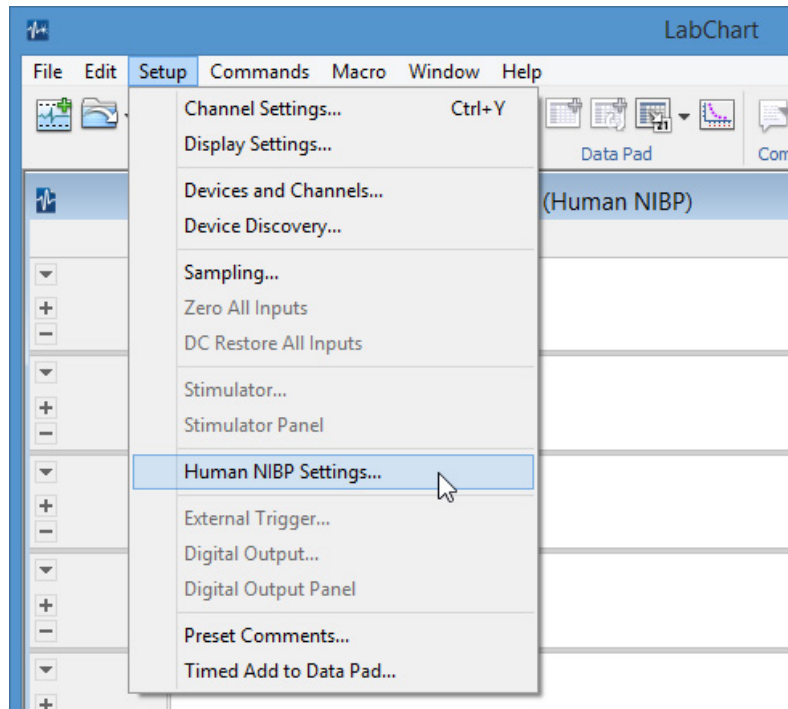 LabChart
File Edit Setup Commands Macro Window Help
Channel Settings... Ctrl+Y
Display Settings...
Data Pad
Com
Devices and Channels...
(Human NIBP)
Device Discovery...
Sampling...
Zero All Inputs
DC Restore All Inputs
Stimulator...
Stimulator Panel
Human NIBP Settings...
External Trigger...
Digital Output...
Digital Output Panel
Preset Comments...
Timed Add to Data Pad...